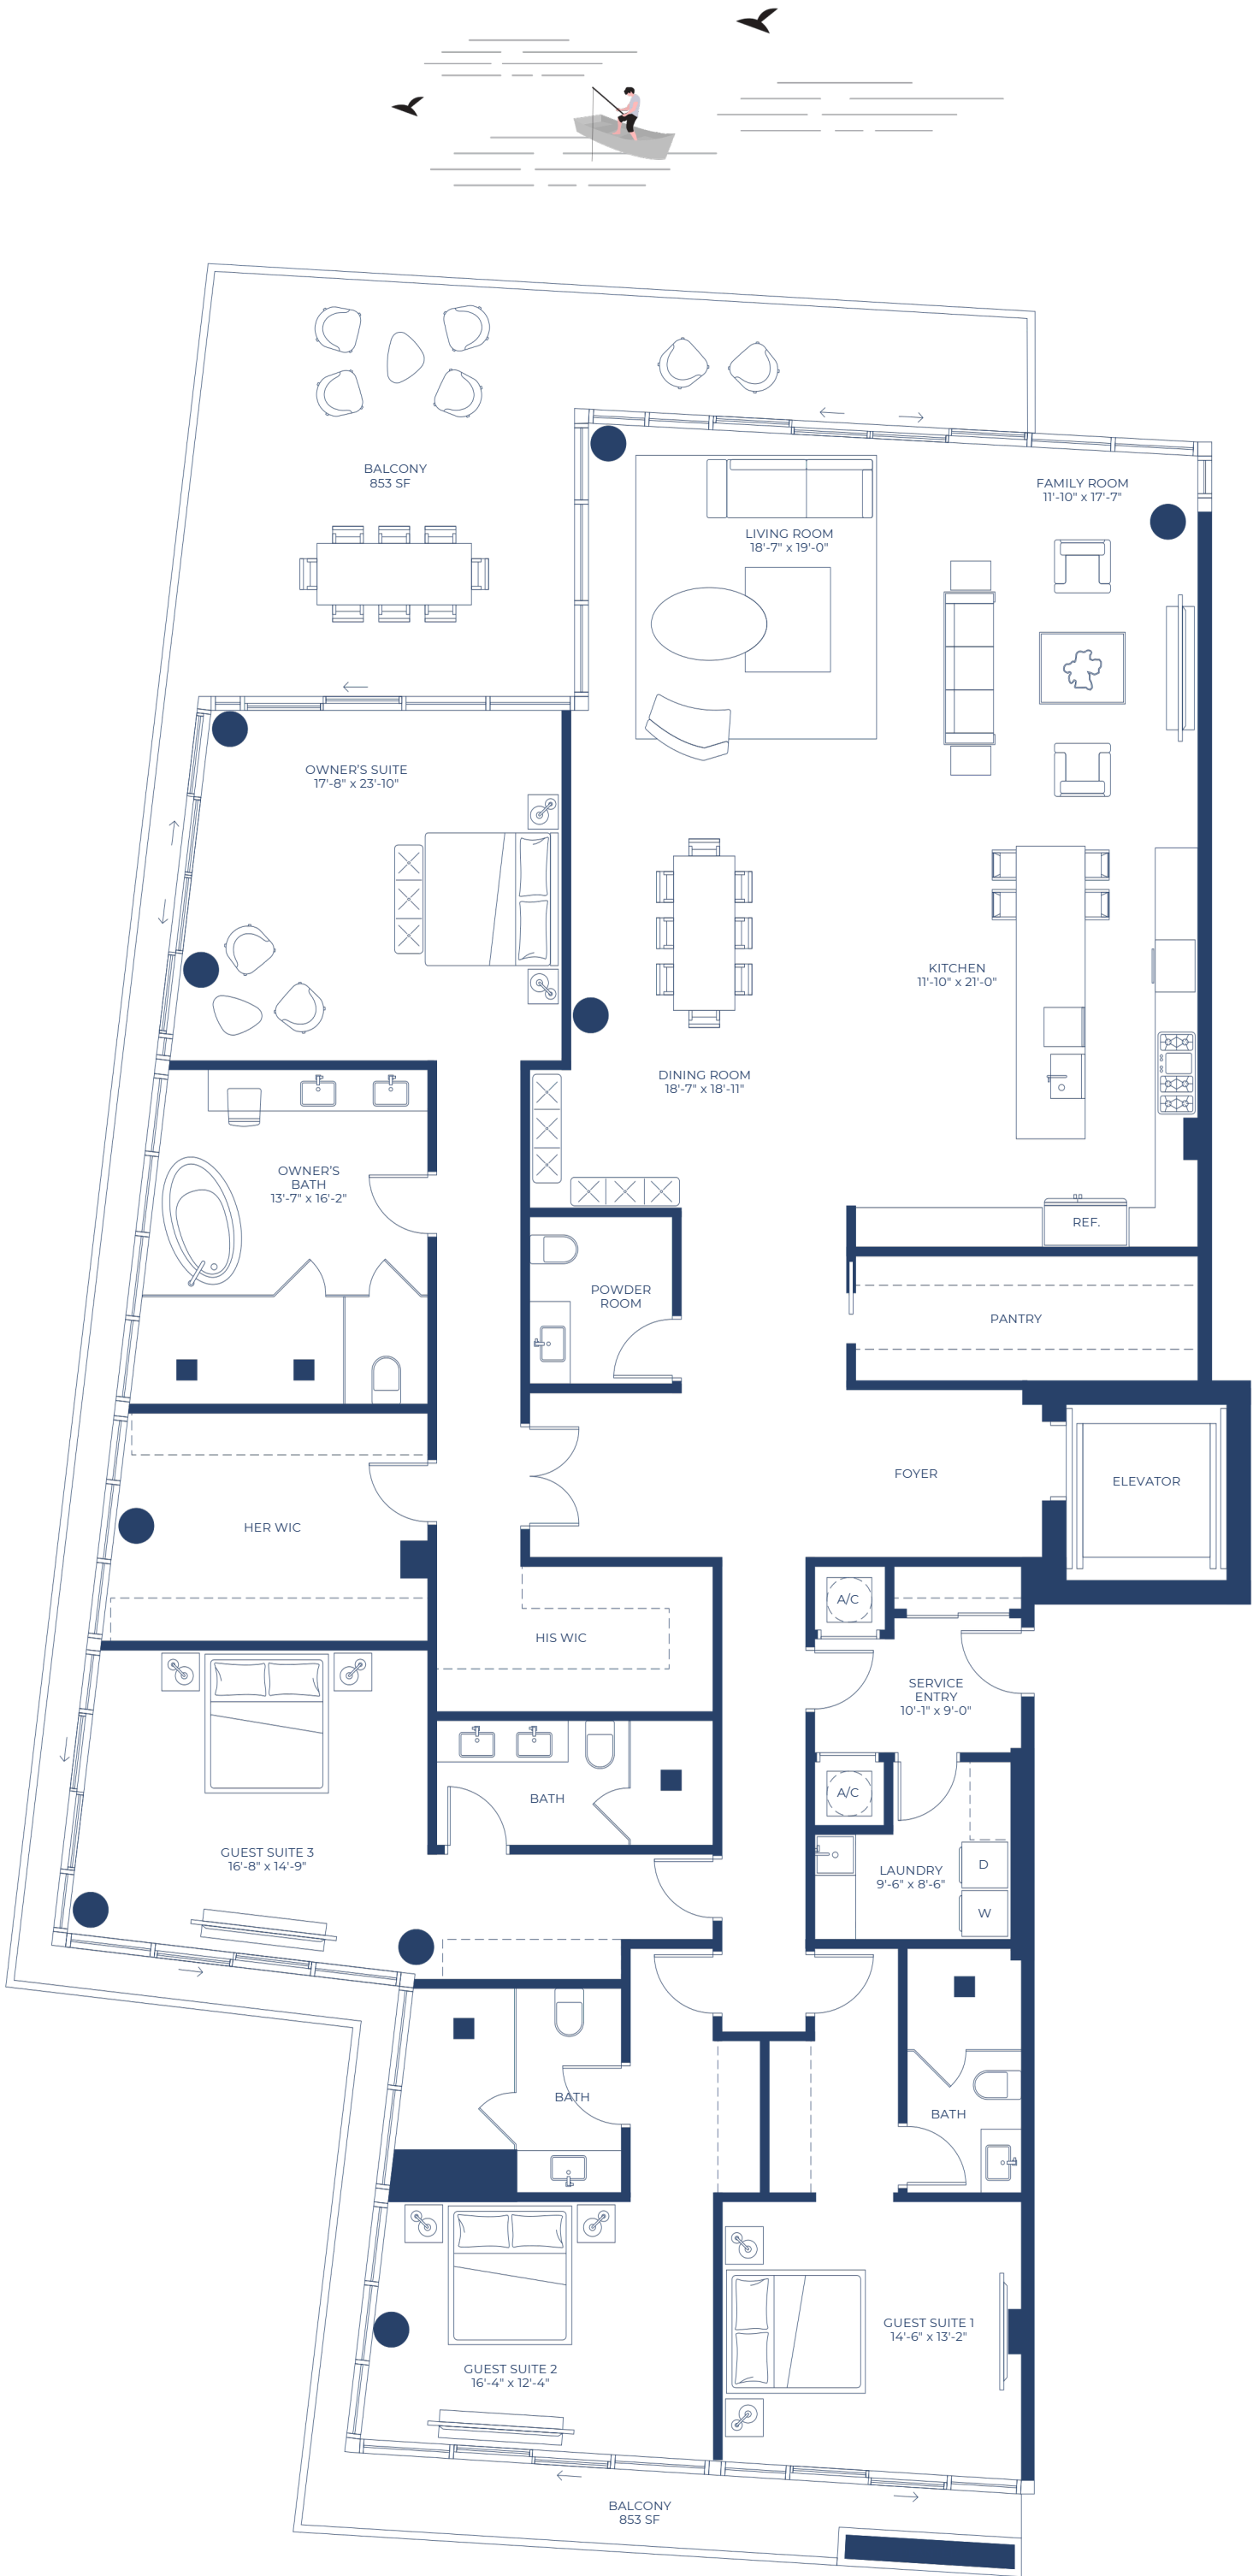 BALCONY
853 SF
FAMILY ROOM
11'-10" x 17'-7"
LIVING ROOM
18'-7" x 19'-0"
OWNER'S SUITE
17'-8" x 23'-10"
KITCHEN
11'-10" x 21'-0"
DINING ROOM
18'-7" x 18'-11"
OWNER'S
BATH
13'-7" x 16'-2"
REF.
POWDER
ROOM
PANTRY
FOYER
ELEVATOR
HER WIC
A/C
HIS WIC
SERVICE
ENTRY
10'-1" x 9'-0"
A/C
BATH
GUEST SUITE 3
16'-8" x 14'-9"
LAUNDRY
9'-6" x 8'-6"
D
W
BATH
BATH
GUEST SUITE 1
14'-6" x 13'-2"
GUEST SUITE 2
16'-4" x 12'-4"
BALCONY
853 SF